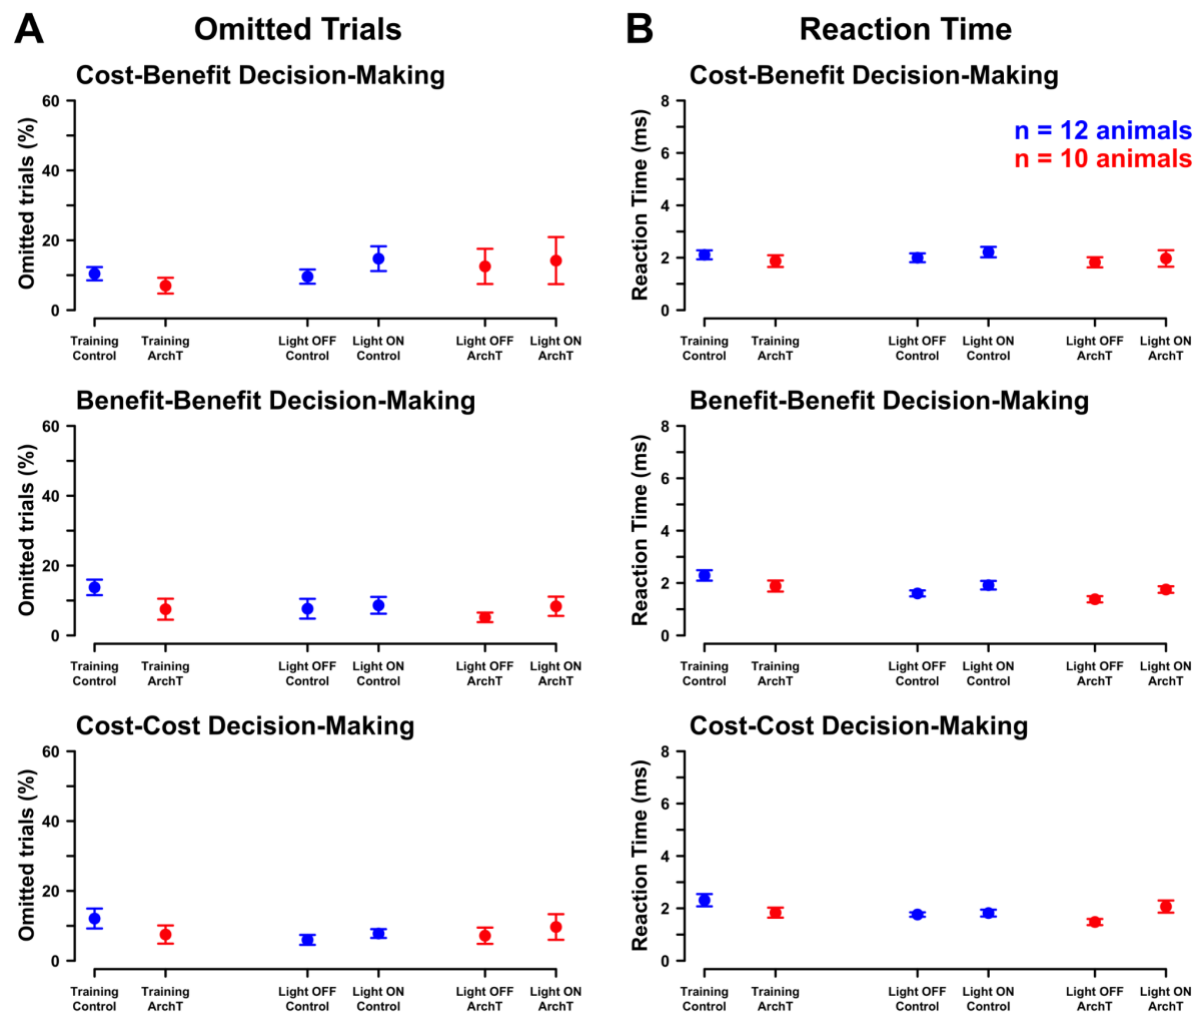 A
Omitted Trials
Cost-Benefit Decision-Making
Omitted trials (%)
60
40
20
0
Training Control
Training ArchT
Light OFF Control
Light ON Control
Light OFF ArchT
Light ON ArchT
Benefit-Benefit Decision-Making
Omitted trials (%)
60
40
20
0
Training Control
Training ArchT
Light OFF Control
Light ON Control
Light OFF ArchT
Light ON ArchT
Cost-Cost Decision-Making
Omitted trials (%)
60
40
20
0
Training Control
Training ArchT
Light OFF Control
Light ON Control
Light OFF ArchT
Light ON ArchT
B
Reaction Time
Cost-Benefit Decision-Making
n = 12 animals
n = 10 animals
Reaction Time (ms)
8
6
4
2
0
Training Control
Training ArchT
Light OFF Control
Light ON Control
Light OFF ArchT
Light ON ArchT
Benefit-Benefit Decision-Making
Reaction Time (ms)
8
6
4
2
0
Training Control
Training ArchT
Light OFF Control
Light ON Control
Light OFF ArchT
Light ON ArchT
Cost-Cost Decision-Making
Reaction Time (ms)
8
6
4
2
0
Training Control
Training ArchT
Light OFF Control
Light ON Control
Light OFF ArchT
Light ON ArchT